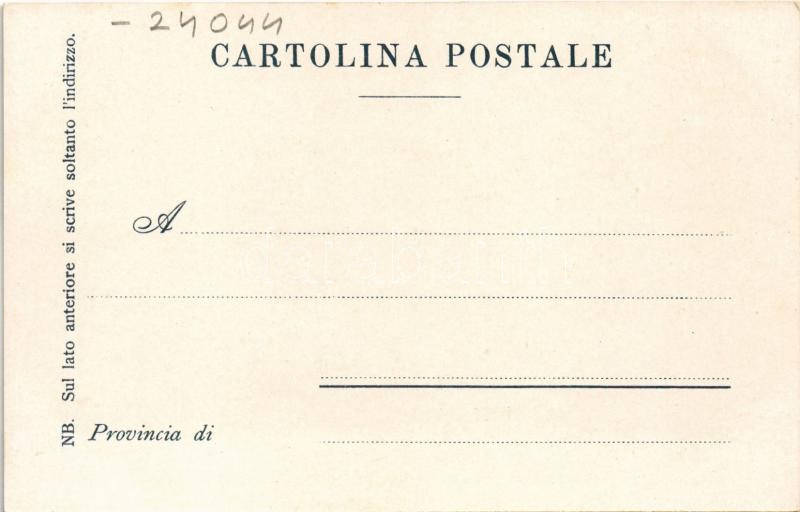 - 24044
CARTOLINA POSTALE
A
Provincia di
NB. Sul lato anteriore si scrive soltanto l'indirizzo.